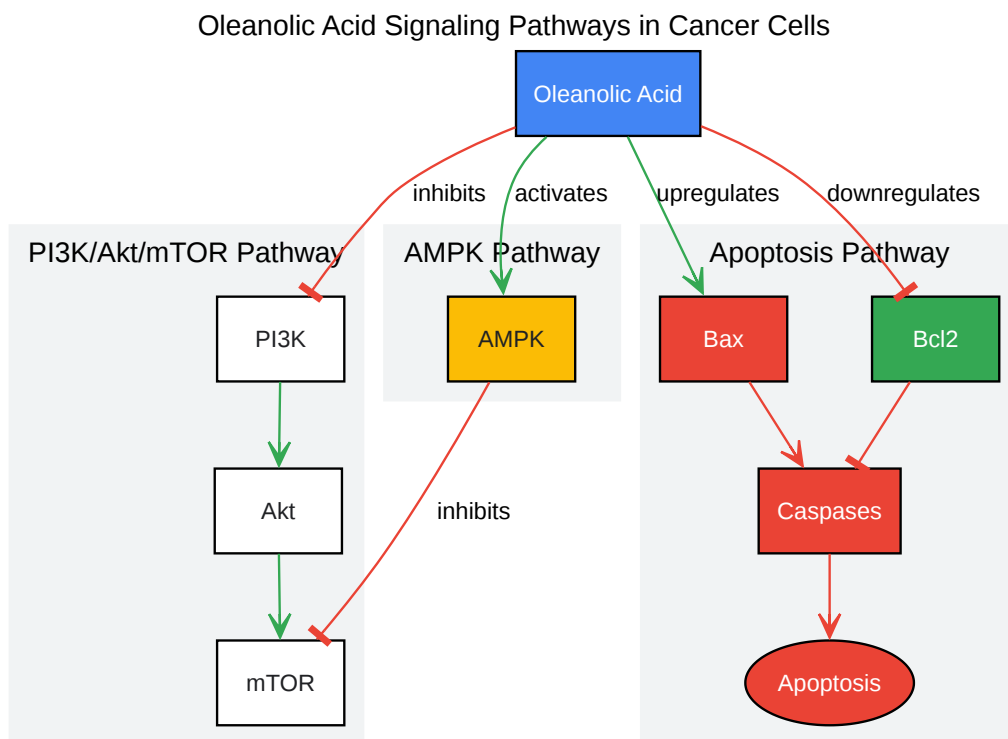 Oleanolic Acid Signaling Pathways in Cancer Cells
Oleanolic Acid
inhibits
activates
upregulates
downregulates
PI3K/Akt/mTOR Pathway
AMPK Pathway
Apoptosis Pathway
PI3K
AMPK
Bax
Bcl2
Akt
inhibits
Caspases
mTOR
Apoptosis